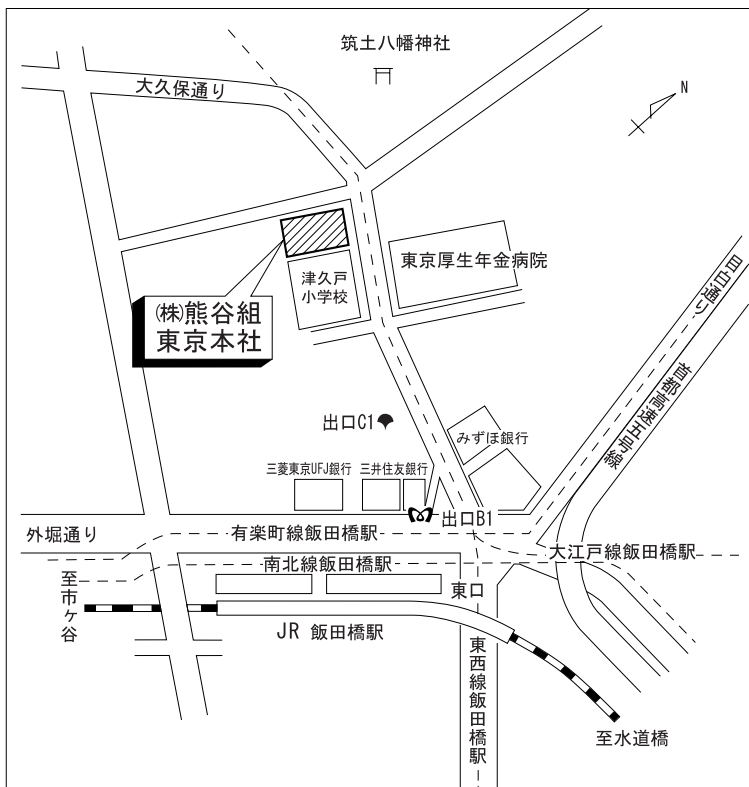 筑土八幡神社
大久保通り
N
東京厚生年金病院
津久戸
小学校
目白通り
㈱熊谷組
東京本社
首都高速五号線
出口C1
みずほ銀行
三菱東京UFJ銀行
三井住友銀行
出口B1
外堀通り
有楽町線飯田橋駅
大江戸線飯田橋駅
南北線飯田橋駅
至市ヶ谷
東口
JR 飯田橋駅
東西線飯田橋駅
至水道橋